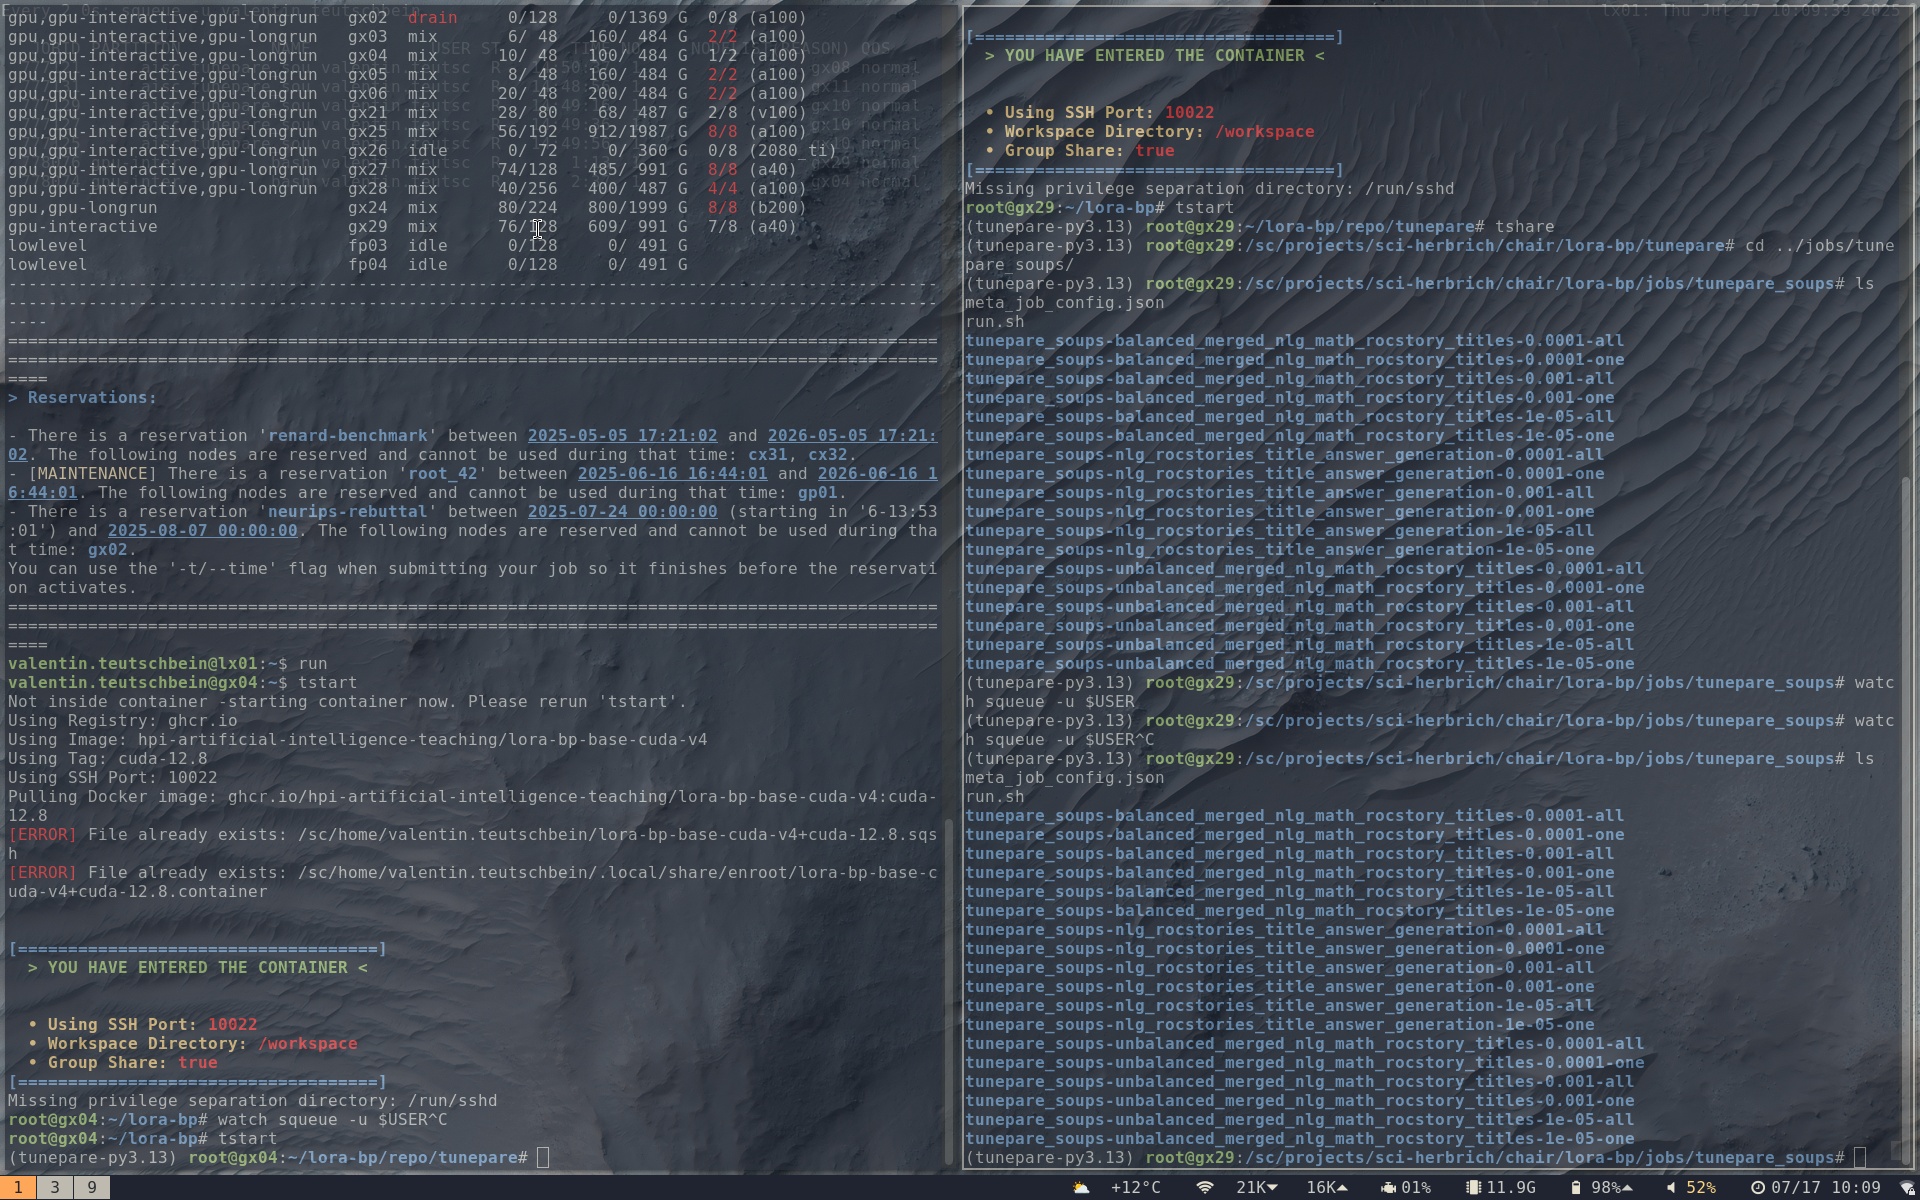 gpu,gpu-interactive,gpu-longrun   gx02  drain     0/128     0/1369 G  0/8 (a100)
gpu,gpu-interactive,gpu-longrun   gx03  mix       6/ 48   160/ 484 G  2/2 (a100)
gpu,gpu-interactive,gpu-longrun   gx04  mix      10/ 48   100/ 484 G  1/2 (a100)
gpu,gpu-interactive,gpu-longrun   gx05  mix       8/ 48   160/ 484 G  2/2 (a100)
gpu,gpu-interactive,gpu-longrun   gx06  mix      20/ 48   200/ 484 G  2/2 (a100)
gpu,gpu-interactive,gpu-longrun   gx21  mix      28/ 80    68/ 487 G  2/8 (v100)
gpu,gpu-interactive,gpu-longrun   gx25  mix      56/192   912/1987 G  8/8 (a100)
gpu,gpu-interactive,gpu-longrun   gx26  idle      0/ 72     0/ 360 G  0/8 (2080_ti)
gpu,gpu-interactive,gpu-longrun   gx27  mix      74/128   485/ 991 G  8/8 (a40)
gpu,gpu-interactive,gpu-longrun   gx28  mix      40/256   400/ 487 G  4/4 (a100)
gpu,gpu-longrun                   gx24  mix      80/224   800/1999 G  8/8 (b200)
gpu-interactive                   gx29  mix      76/128   609/ 991 G  7/8 (a40)
lowlevel                          fp03  idle      0/128     0/ 491 G
lowlevel                          fp04  idle      0/128     0/ 491 G
---------------------------------------------------------------------------------------------
---------------------------------------------------------------------------------------------
----
=============================================================================================
=============================================================================================
====
> Reservations:
- There is a reservation 'renard-benchmark' between 2025-05-05 17:21:02 and 2026-05-05 17:21:
02. The following nodes are reserved and cannot be used during that time: cx31, cx32.
- [MAINTENANCE] There is a reservation 'root_42' between 2025-06-16 16:44:01 and 2026-06-16 1
6:44:01. The following nodes are reserved and cannot be used during that time: gp01.
- There is a reservation 'neurips-rebuttal' between 2025-07-24 00:00:00 (starting in '6-13:53
:01') and 2025-08-07 00:00:00. The following nodes are reserved and cannot be used during tha
t time: gx02.
You can use the '-t/--time' flag when submitting your job so it finishes before the reservati
on activates.
=============================================================================================
=============================================================================================
====
valentin.teutschbein@lx01:~$ run
valentin.teutschbein@gx04:~$ tstart
Not inside container -starting container now. Please rerun 'tstart'.
Using Registry: ghcr.io
Using Image: hpi-artificial-intelligence-teaching/lora-bp-base-cuda-v4
Using Tag: cuda-12.8
Using SSH Port: 10022
Pulling Docker image: ghcr.io/hpi-artificial-intelligence-teaching/lora-bp-base-cuda-v4:cuda-
12.8
[ERROR] File already exists: /sc/home/valentin.teutschbein/lora-bp-base-cuda-v4+cuda-12.8.sqs
h
[ERROR] File already exists: /sc/home/valentin.teutschbein/.local/share/enroot/lora-bp-base-c
uda-v4+cuda-12.8.container
[====================================]
> YOU HAVE ENTERED THE CONTAINER <
• Using SSH Port: 10022
• Workspace Directory: /workspace
• Group Share: true
[====================================]
Missing privilege separation directory: /run/sshd
root@gx04:~/lora-bp# watch squeue -u $USER^C
root@gx04:~/lora-bp# tstart
(tunepare-py3.13) root@gx04:~/lora-bp/repo/tunepare#
lx01: Thu Jul 17 10:09:39 2025
[====================================]
> YOU HAVE ENTERED THE CONTAINER <
• Using SSH Port: 10022
• Workspace Directory: /workspace
• Group Share: true
[====================================]
Missing privilege separation directory: /run/sshd
root@gx29:~/lora-bp# tstart
(tunepare-py3.13) root@gx29:~/lora-bp/repo/tunepare# tshare
(tunepare-py3.13) root@gx29:/sc/projects/sci-herbrich/chair/lora-bp/tunepare# cd ../jobs/tune
pare_soups/
(tunepare-py3.13) root@gx29:/sc/projects/sci-herbrich/chair/lora-bp/jobs/tunepare_soups# ls
meta_job_config.json
run.sh
tunepare_soups-balanced_merged_nlg_math_rocstory_titles-0.0001-all
tunepare_soups-balanced_merged_nlg_math_rocstory_titles-0.0001-one
tunepare_soups-balanced_merged_nlg_math_rocstory_titles-0.001-all
tunepare_soups-balanced_merged_nlg_math_rocstory_titles-0.001-one
tunepare_soups-balanced_merged_nlg_math_rocstory_titles-1e-05-all
tunepare_soups-balanced_merged_nlg_math_rocstory_titles-1e-05-one
tunepare_soups-nlg_rocstories_title_answer_generation-0.0001-all
tunepare_soups-nlg_rocstories_title_answer_generation-0.0001-one
tunepare_soups-nlg_rocstories_title_answer_generation-0.001-all
tunepare_soups-nlg_rocstories_title_answer_generation-0.001-one
tunepare_soups-nlg_rocstories_title_answer_generation-1e-05-all
tunepare_soups-nlg_rocstories_title_answer_generation-1e-05-one
tunepare_soups-unbalanced_merged_nlg_math_rocstory_titles-0.0001-all
tunepare_soups-unbalanced_merged_nlg_math_rocstory_titles-0.0001-one
tunepare_soups-unbalanced_merged_nlg_math_rocstory_titles-0.001-all
tunepare_soups-unbalanced_merged_nlg_math_rocstory_titles-0.001-one
tunepare_soups-unbalanced_merged_nlg_math_rocstory_titles-1e-05-all
tunepare_soups-unbalanced_merged_nlg_math_rocstory_titles-1e-05-one
(tunepare-py3.13) root@gx29:/sc/projects/sci-herbrich/chair/lora-bp/jobs/tunepare_soups# watc
h squeue -u $USER
(tunepare-py3.13) root@gx29:/sc/projects/sci-herbrich/chair/lora-bp/jobs/tunepare_soups# watc
h squeue -u $USER^C
(tunepare-py3.13) root@gx29:/sc/projects/sci-herbrich/chair/lora-bp/jobs/tunepare_soups# ls
meta_job_config.json
run.sh
tunepare_soups-balanced_merged_nlg_math_rocstory_titles-0.0001-all
tunepare_soups-balanced_merged_nlg_math_rocstory_titles-0.0001-one
tunepare_soups-balanced_merged_nlg_math_rocstory_titles-0.001-all
tunepare_soups-balanced_merged_nlg_math_rocstory_titles-0.001-one
tunepare_soups-balanced_merged_nlg_math_rocstory_titles-1e-05-all
tunepare_soups-balanced_merged_nlg_math_rocstory_titles-1e-05-one
tunepare_soups-nlg_rocstories_title_answer_generation-0.0001-all
tunepare_soups-nlg_rocstories_title_answer_generation-0.0001-one
tunepare_soups-nlg_rocstories_title_answer_generation-0.001-all
tunepare_soups-nlg_rocstories_title_answer_generation-0.001-one
tunepare_soups-nlg_rocstories_title_answer_generation-1e-05-all
tunepare_soups-nlg_rocstories_title_answer_generation-1e-05-one
tunepare_soups-unbalanced_merged_nlg_math_rocstory_titles-0.0001-all
tunepare_soups-unbalanced_merged_nlg_math_rocstory_titles-0.0001-one
tunepare_soups-unbalanced_merged_nlg_math_rocstory_titles-0.001-all
tunepare_soups-unbalanced_merged_nlg_math_rocstory_titles-0.001-one
tunepare_soups-unbalanced_merged_nlg_math_rocstory_titles-1e-05-all
tunepare_soups-unbalanced_merged_nlg_math_rocstory_titles-1e-05-one
(tunepare-py3.13) root@gx29:/sc/projects/sci-herbrich/chair/lora-bp/jobs/tunepare_soups#
1 3 9 +12°C 21K 16K 01% 11.9G 98% 52% 07/17 10:09